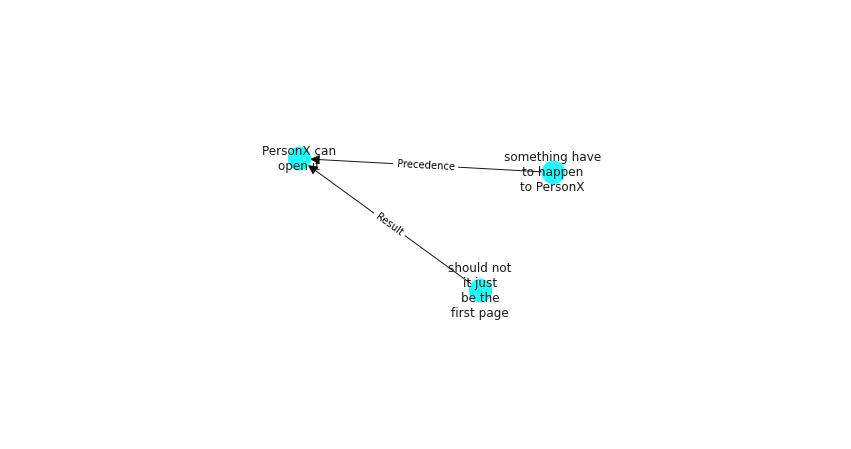 PersonX can
open it
Precedence
something have
to happen
to PersonX
Result
should not
it just
be the
first page